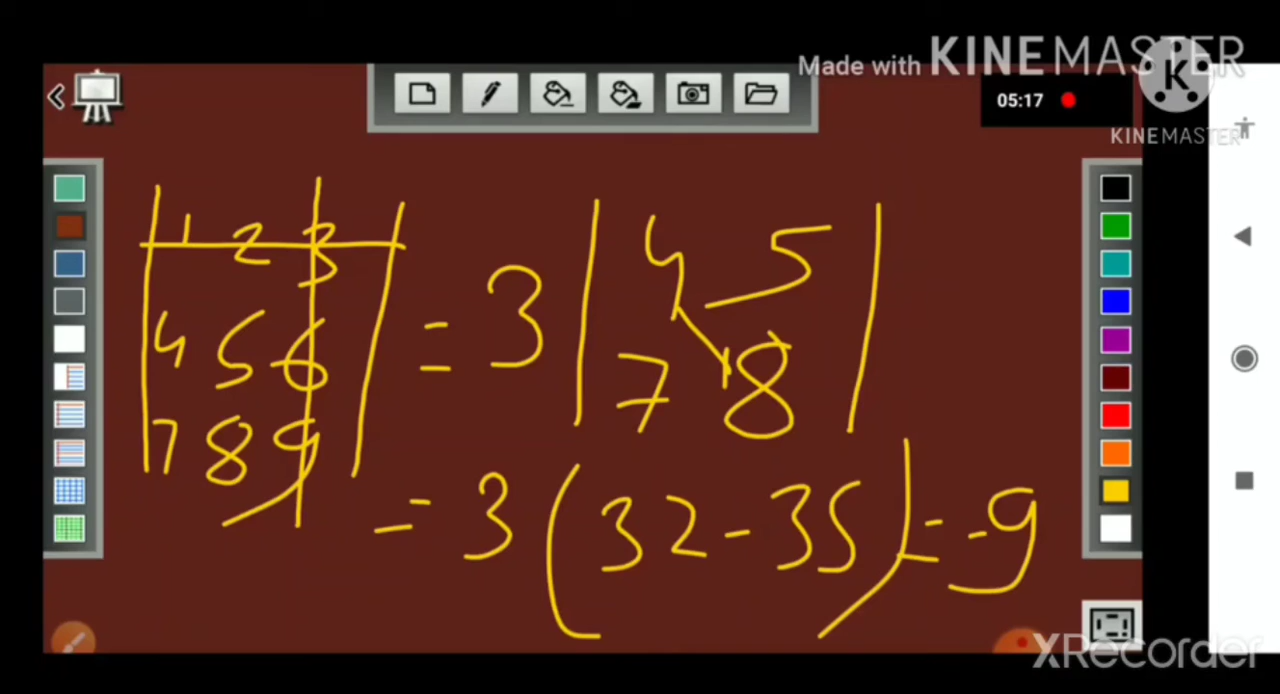 Made with KINEMASTER
05:17
KINEMASTER
| 1 2 3 |
| 4 5 6 | = 3 | 4 5 |
| 7 8 9 | | 7 8 |
= 3 ( 32 - 35 ) = -9
XRecorder